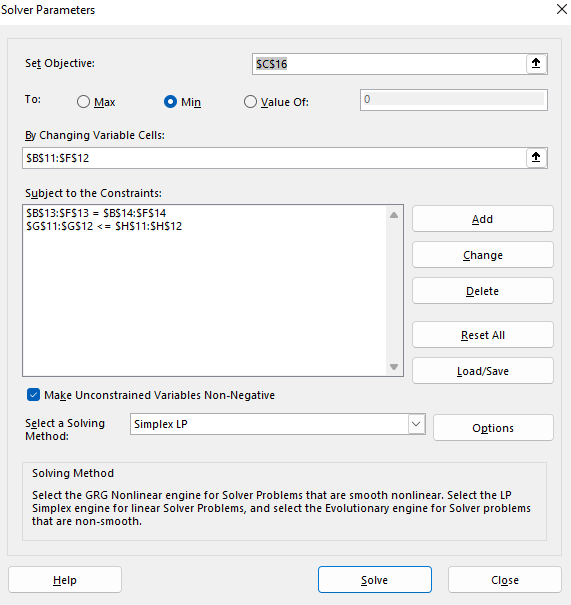 Solver Parameters
Set Objective:
$C$16
To:
Max
Min
Value Of:
0
By Changing Variable Cells:
$B$11:$F$12
Subject to the Constraints:
$B$13:$F$13 = $B$14:$F$14
$G$11:$G$12 <= $H$11:$H$12
Add
Change
Delete
Reset All
Load/Save
Make Unconstrained Variables Non-Negative
Select a Solving
Method:
Simplex LP
Options
Solving Method
Select the GRG Nonlinear engine for Solver Problems that are smooth nonlinear. Select the LP
Simplex engine for linear Solver Problems, and select the Evolutionary engine for Solver problems
that are non-smooth.
Help
Solve
Close